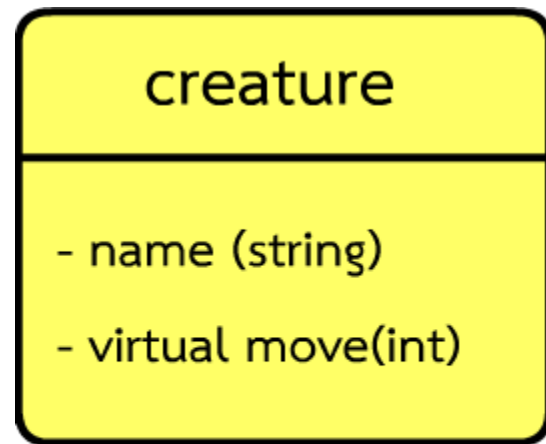 creature
- name (string)
- virtual move(int)